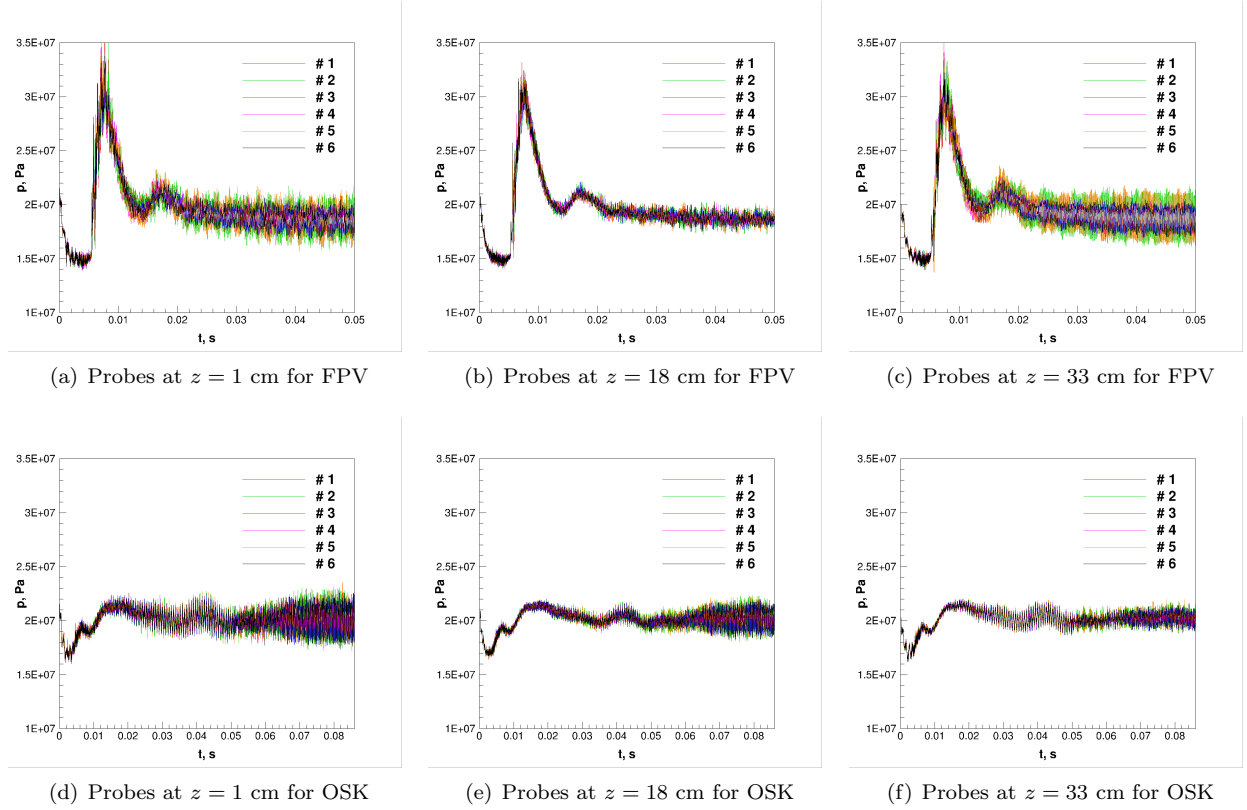 3.5E+07
3E+07
2.5E+07
2E+07
1.5E+07
1E+07
p, Pa
0 0.01 0.02 0.03 0.04 0.05
t, s
# 1
# 2
# 3
# 4
# 5
# 6
(a) Probes at z = 1 cm for FPV
3.5E+07
3E+07
2.5E+07
2E+07
1.5E+07
1E+07
p, Pa
0 0.01 0.02 0.03 0.04 0.05
t, s
# 1
# 2
# 3
# 4
# 5
# 6
(b) Probes at z = 18 cm for FPV
3.5E+07
3E+07
2.5E+07
2E+07
1.5E+07
1E+07
p, Pa
0 0.01 0.02 0.03 0.04 0.05
t, s
# 1
# 2
# 3
# 4
# 5
# 6
(c) Probes at z = 33 cm for FPV
3.5E+07
3E+07
2.5E+07
2E+07
1.5E+07
1E+07
p, Pa
0 0.01 0.02 0.03 0.04 0.05 0.06 0.07 0.08
t, s
# 1
# 2
# 3
# 4
# 5
# 6
(d) Probes at z = 1 cm for OSK
3.5E+07
3E+07
2.5E+07
2E+07
1.5E+07
1E+07
p, Pa
0 0.01 0.02 0.03 0.04 0.05 0.06 0.07 0.08
t, s
# 1
# 2
# 3
# 4
# 5
# 6
(e) Probes at z = 18 cm for OSK
3.5E+07
3E+07
2.5E+07
2E+07
1.5E+07
1E+07
p, Pa
0 0.01 0.02 0.03 0.04 0.05 0.06 0.07 0.08
t, s
# 1
# 2
# 3
# 4
# 5
# 6
(f) Probes at z = 33 cm for OSK